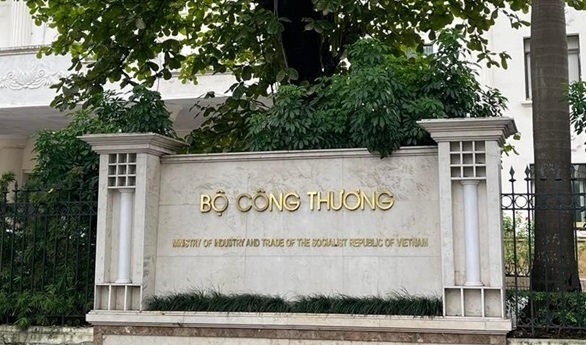 BỘ CÔNG THƯƠNG
MINISTRY OF INDUSTRY AND TRADE OF THE SOCIALIST REPUBLIC OF VIETNAM